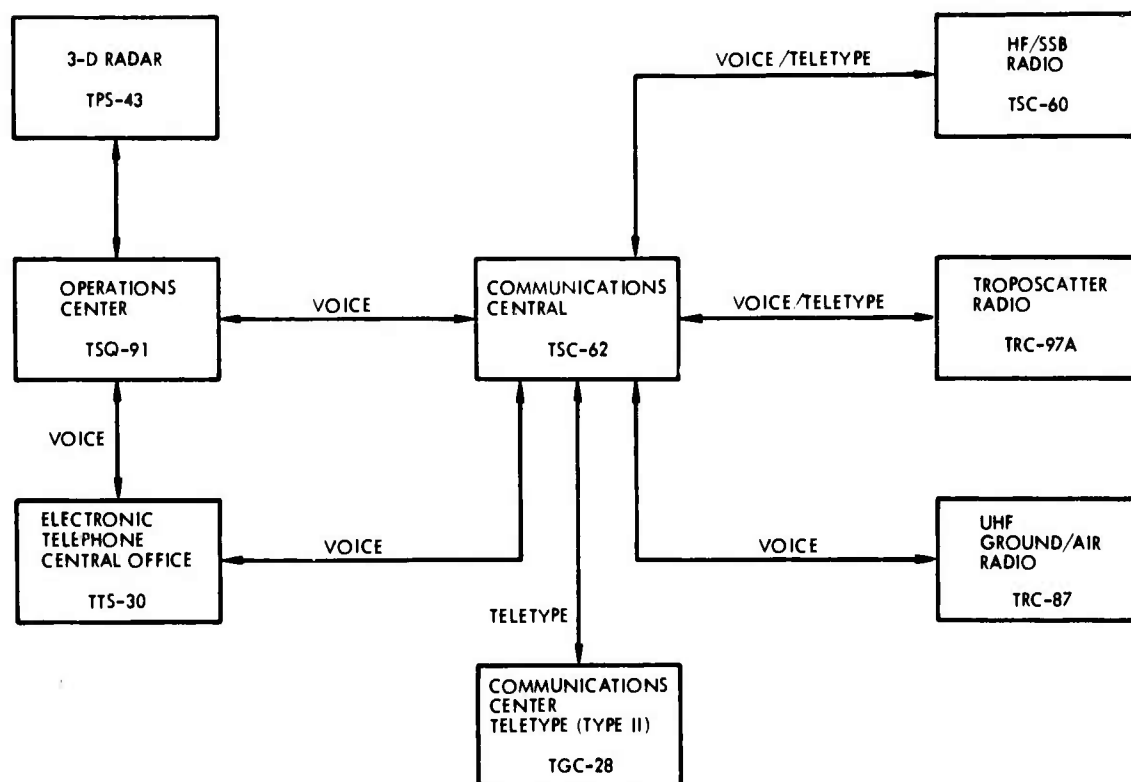 3-D RADAR
TPS-43
VOICE/TELETYPE
HF/SSB
RADIO
TSC-60
OPERATIONS
CENTER
TSQ-91
VOICE
COMMUNICATIONS
CENTRAL
TSC-62
VOICE/TELETYPE
TROPOSCATTER
RADIO
TRC-97A
VOICE
ELECTRONIC
TELEPHONE
CENTRAL OFFICE
TTS-30
VOICE
VOICE
UHF
GROUND/AIR
RADIO
TRC-87
TELETYPE
COMMUNICATIONS
CENTER
TELETYPE (TYPE II)
TGC-28